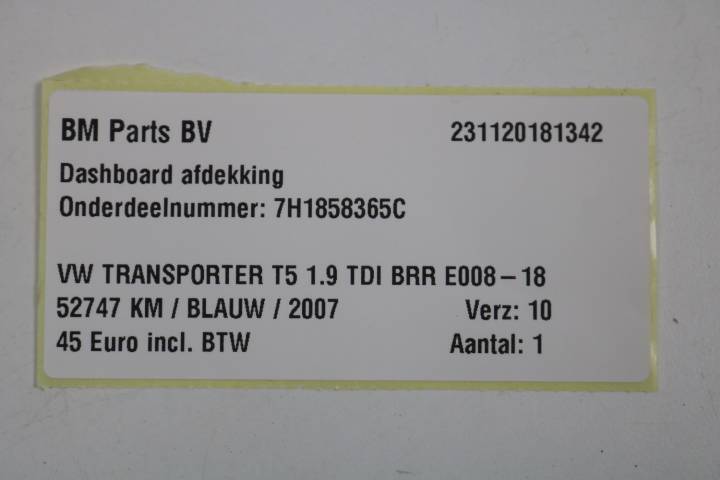 BM Parts BV 231120181342
Dashboard afdekking
Onderdeelnummer: 7H1858365C
VW TRANSPORTER T5 1.9 TDI BRR E008-18
52747 KM / BLAUW / 2007 Verz: 10
45 Euro incl. BTW Aantal: 1